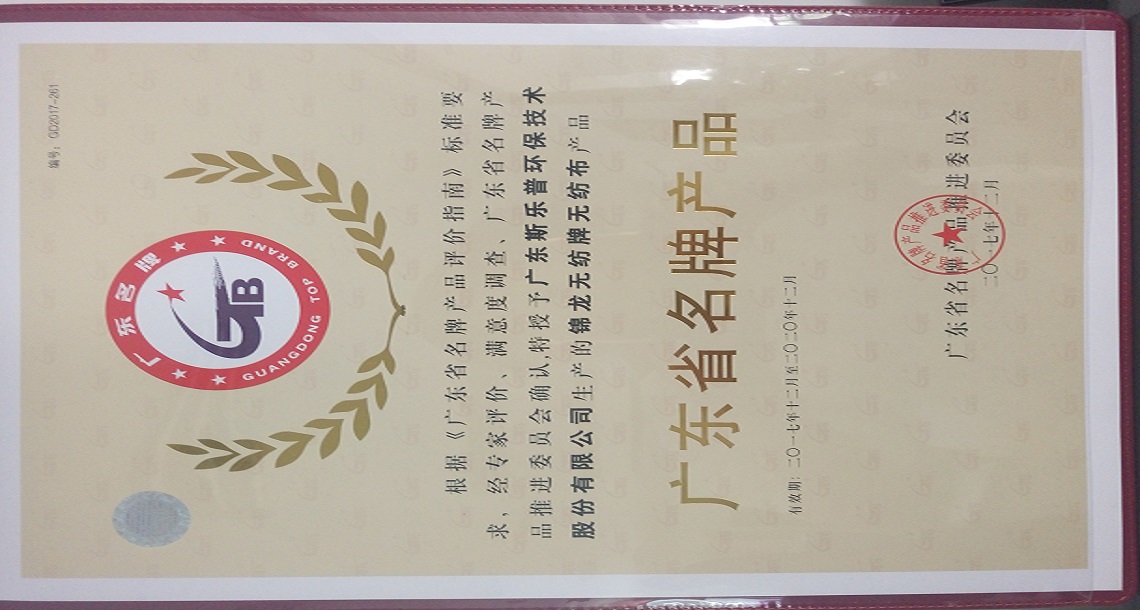 编号：GD2017-261
广东名牌
GB
GUANGDONG TOP BRAND
根据《广东省名牌产品评价指南》标准要
求，经专家评价、满意度调查、广东省名牌产
品推进委员会确认,特授予广东斯乐普环保技术
股份有限公司生产的锦龙无纺牌无纺布产品
广东省名牌产品
有效期：二〇一七年十二月至二〇二〇年十二月
广东省名牌产品推进委员会
二〇一七年十二月